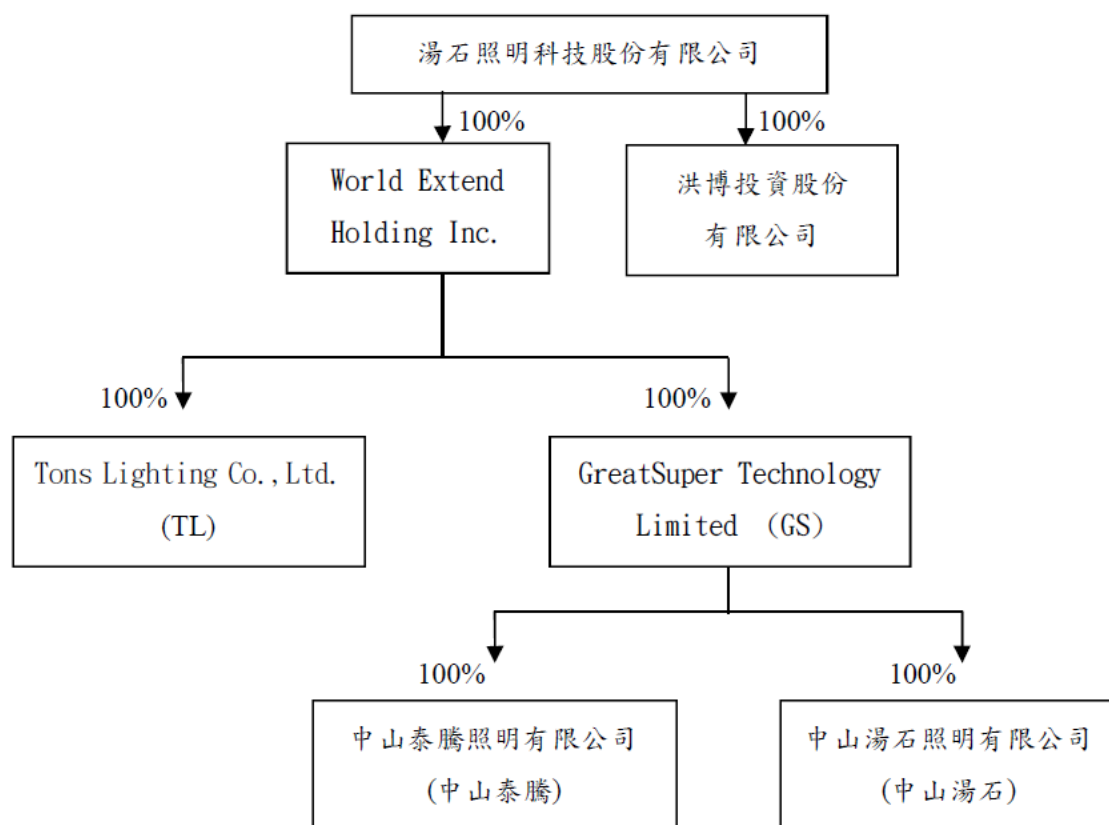 湯石照明科技股份有限公司
100%
100%
World Extend
Holding Inc.
洪博投資股份
有限公司
100%
100%
Tons Lighting Co.,Ltd.
(TL)
GreatSuper Technology
Limited （GS）
100%
100%
中山泰騰照明有限公司
(中山泰騰)
中山湯石照明有限公司
(中山湯石)